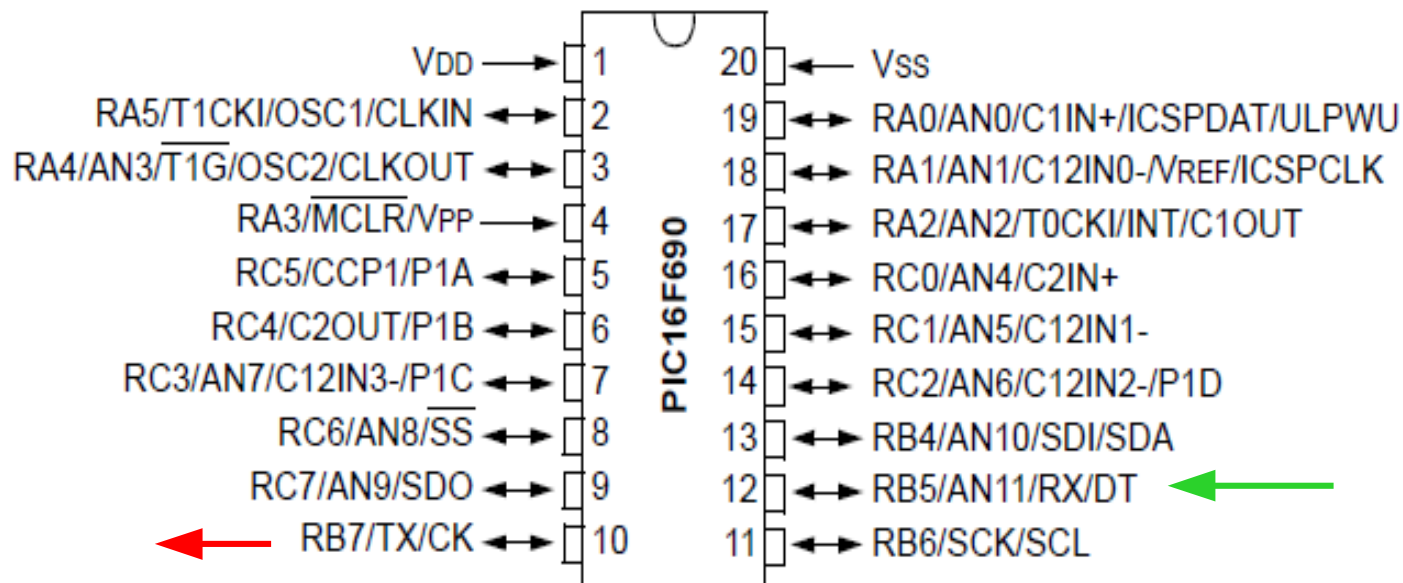 VDD 1 20 VSS
RA5/T1CKI/OSC1/CLKIN 2 19 RA0/AN0/C1IN+/ICSPDAT/ULPWU
RA4/AN3/T1G/OSC2/CLKOUT 3 18 RA1/AN1/C12IN0-/VREF/ICSPCLK
RA3/MCLR/VPP 4 17 RA2/AN2/T0CKI/INT/C1OUT
RC5/CCP1/P1A 5 16 RC0/AN4/C2IN+
RC4/C2OUT/P1B 6 15 RC1/AN5/C12IN1-
RC3/AN7/C12IN3-/P1C 7 14 RC2/AN6/C12IN2-/P1D
RC6/AN8/SS 8 13 RB4/AN10/SDI/SDA
RC7/AN9/SDO 9 12 RB5/AN11/RX/DT
RB7/TX/CK 10 11 RB6/SCK/SCL
PIC16F690